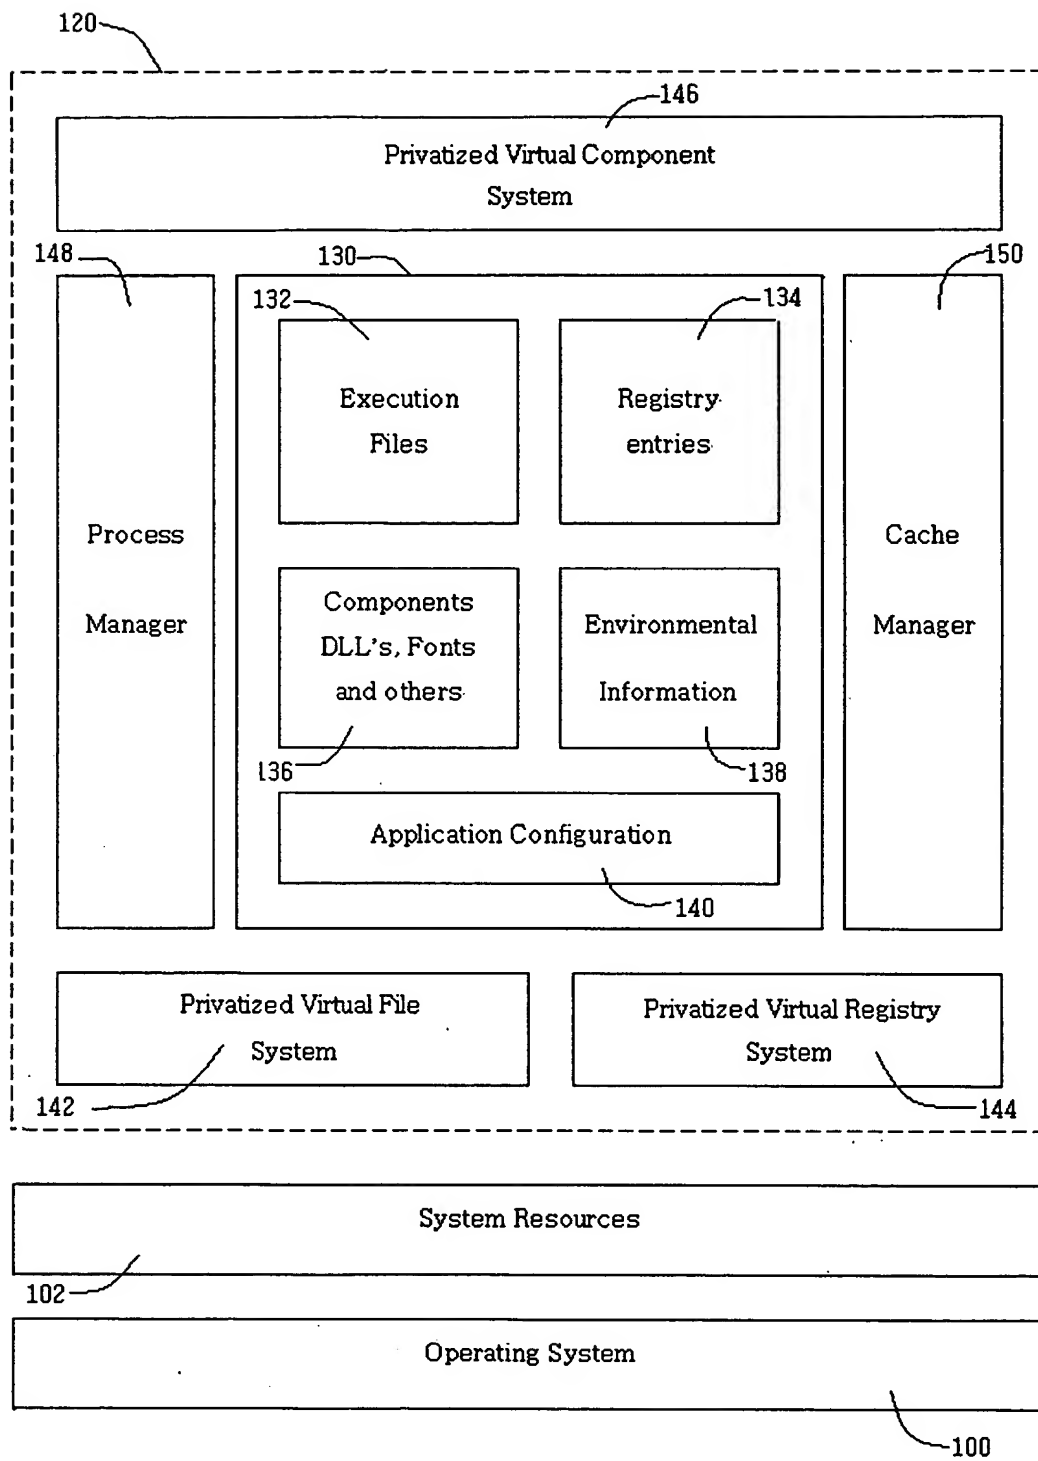 120
146
Privatized Virtual Component
System
148
130
150
132
134
Execution
Files
Registry
entries
Process
Manager
Cache
Manager
Components
DLL's, Fonts
and others
Environmental
Information
136
138
Application Configuration
140
Privatized Virtual File
System
Privatized Virtual Registry
System
142
144
System Resources
102
Operating System
100